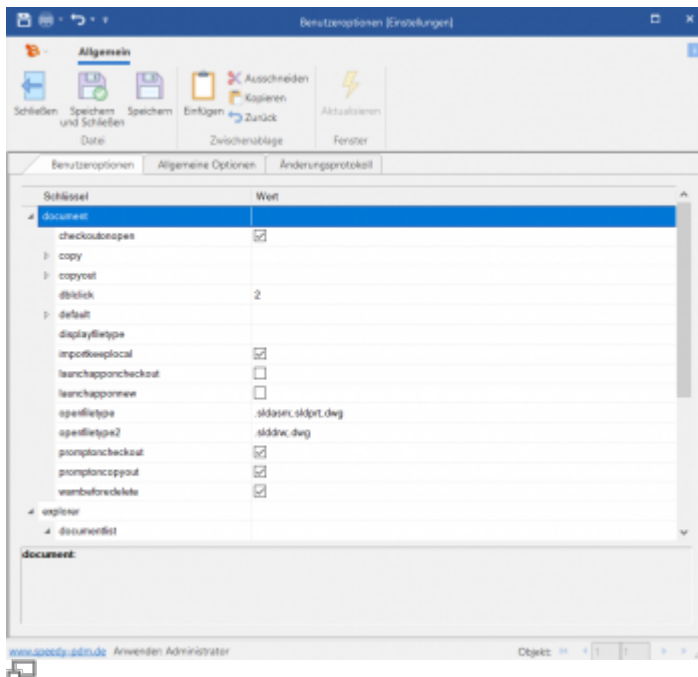 Benutzeroptionen [Einstellungen]
Allgemein
Schließen
Speichern und Schließen
Speichern
Einfügen
Ausschneiden
Kopieren
Zurück
Aktualisieren
Datei
Zwischenablage
Fenster
Benutzeroptionen
Allgemeine Optionen
Änderungsprotokoll
Schlüssel Wert
document
checkoutonopen
copy
copyout
dblclick 2
default
displayfiletype
importkeeplocal
launchapponcheckout
launchapponnew
openfiletype .sldasm;.sldprt;.dwg
openfiletype2 .slddrw;.dwg
promptoncheckout
promptoncopyout
warnbeforedelete
explorer
documentlist
document:
www.speedy-pdm.de Anwender: Administrator
Objekt: 1 1